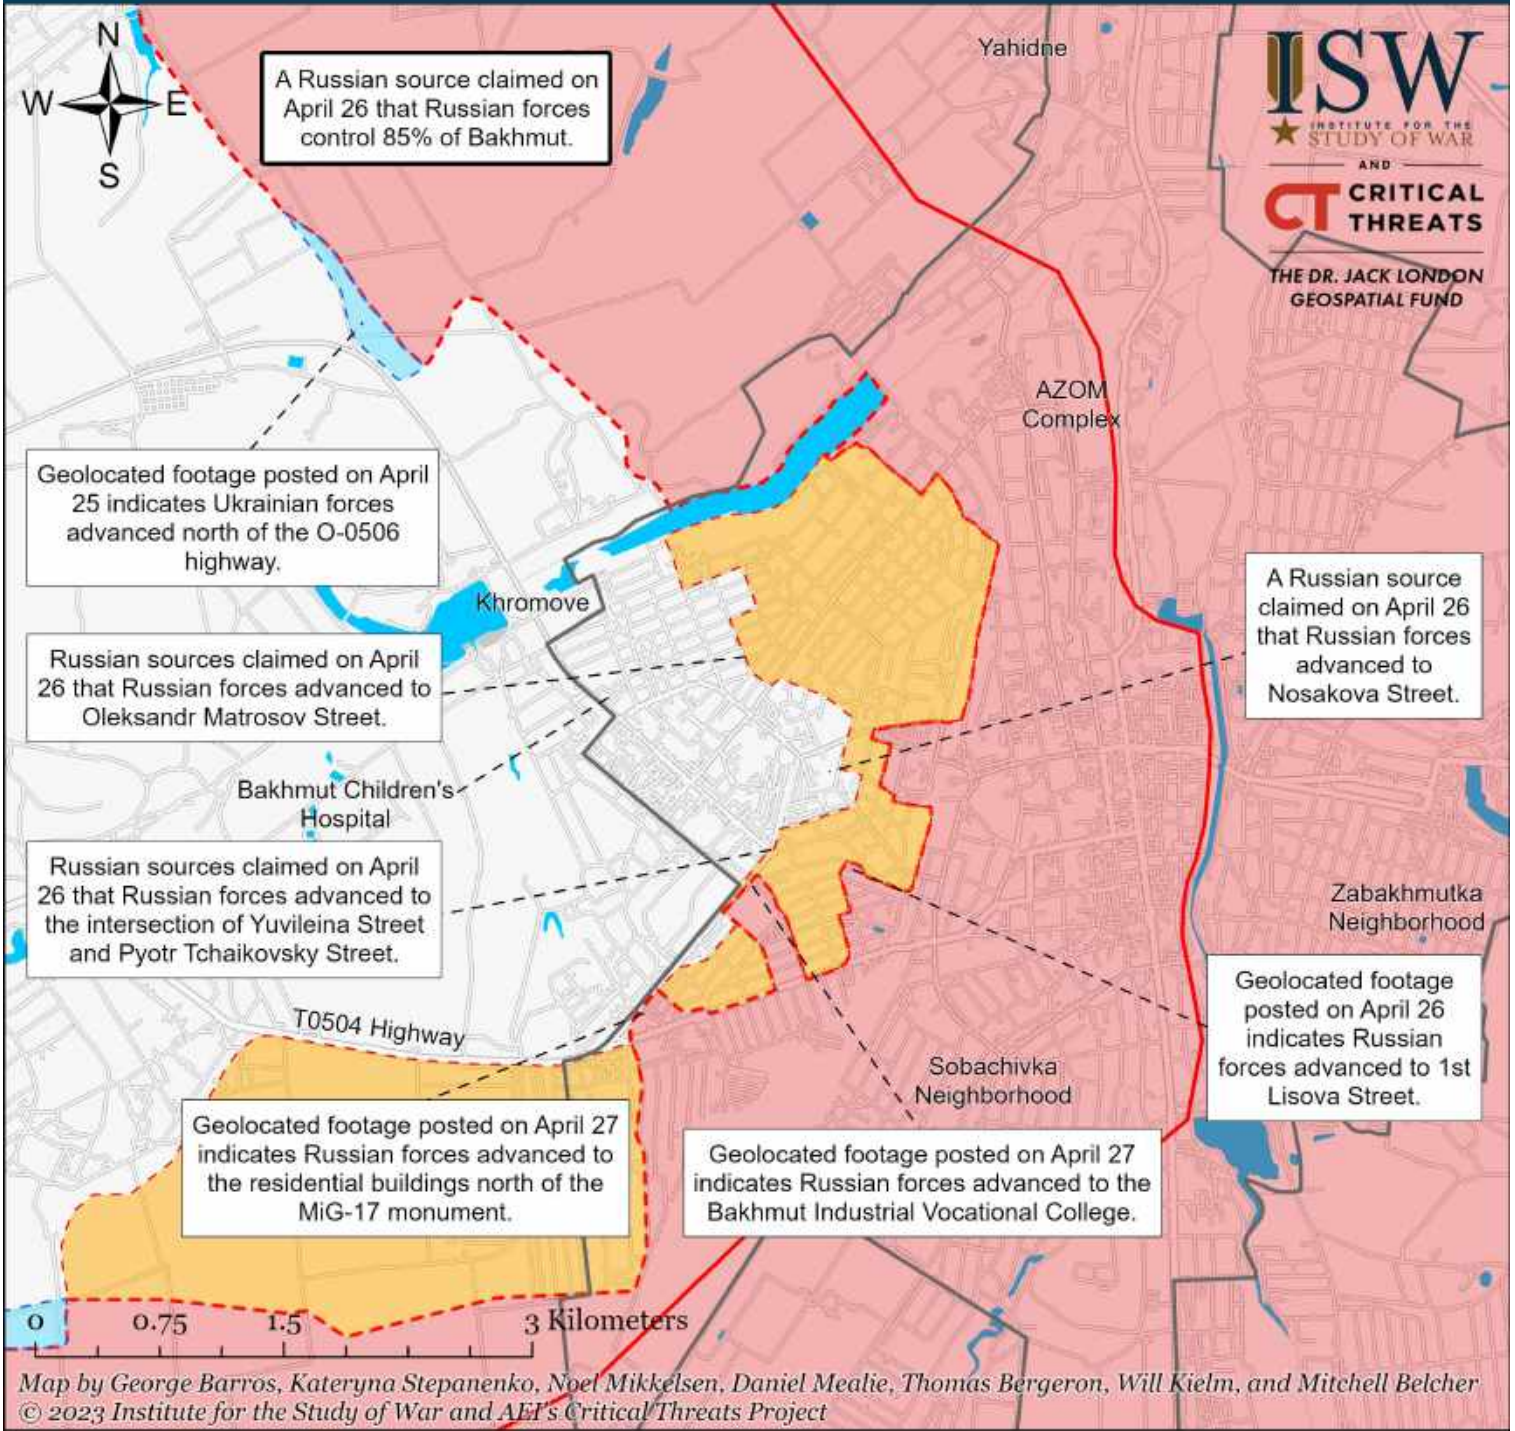 N
W
E
S
A Russian source claimed on
April 26 that Russian forces
control 85% of Bakhmut.
Yahidne
ISW
INSTITUTE FOR THE
STUDY OF WAR
AND
CT CRITICAL
THREATS
THE DR. JACK LONDON
GEOSPATIAL FUND
AZOM
Complex
Geolocated footage posted on April
25 indicates Ukrainian forces
advanced north of the O-0506
highway.
Khromove
A Russian source
claimed on April 26
that Russian forces
advanced to
Nosakova Street.
Russian sources claimed on April
26 that Russian forces advanced to
Oleksandr Matrosov Street.
Bakhmut Children's
Hospital
Russian sources claimed on April
26 that Russian forces advanced to
the intersection of Yuvileina Street
and Pyotr Tchaikovsky Street.
Zabakhmutka
Neighborhood
Geolocated footage
posted on April 26
indicates Russian
forces advanced to 1st
Lisova Street.
T0504 Highway
Sobachivka
Neighborhood
Geolocated footage posted on April 27
indicates Russian forces advanced to
the residential buildings north of the
MiG-17 monument.
Geolocated footage posted on April 27
indicates Russian forces advanced to the
Bakhmut Industrial Vocational College.
0 0.75 1.5 3 Kilometers
Map by George Barros, Kateryna Stepanenko, Noel Mikkelsen, Daniel Mealie, Thomas Bergeron, Will Kielm, and Mitchell Belcher
© 2023 Institute for the Study of War and AEI's Critical Threats Project